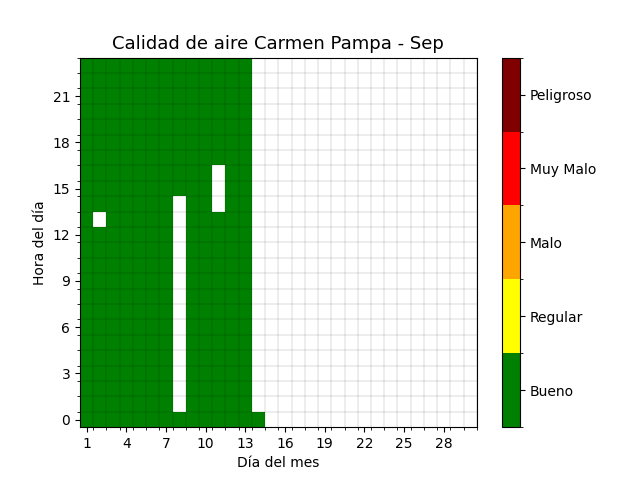 Calidad de aire Carmen Pampa - Sep
Hora del día
21
18
15
12
9
6
3
0
1 4 7 10 13 16 19 22 25 28
Día del mes
Peligroso
Muy Malo
Malo
Regular
Bueno